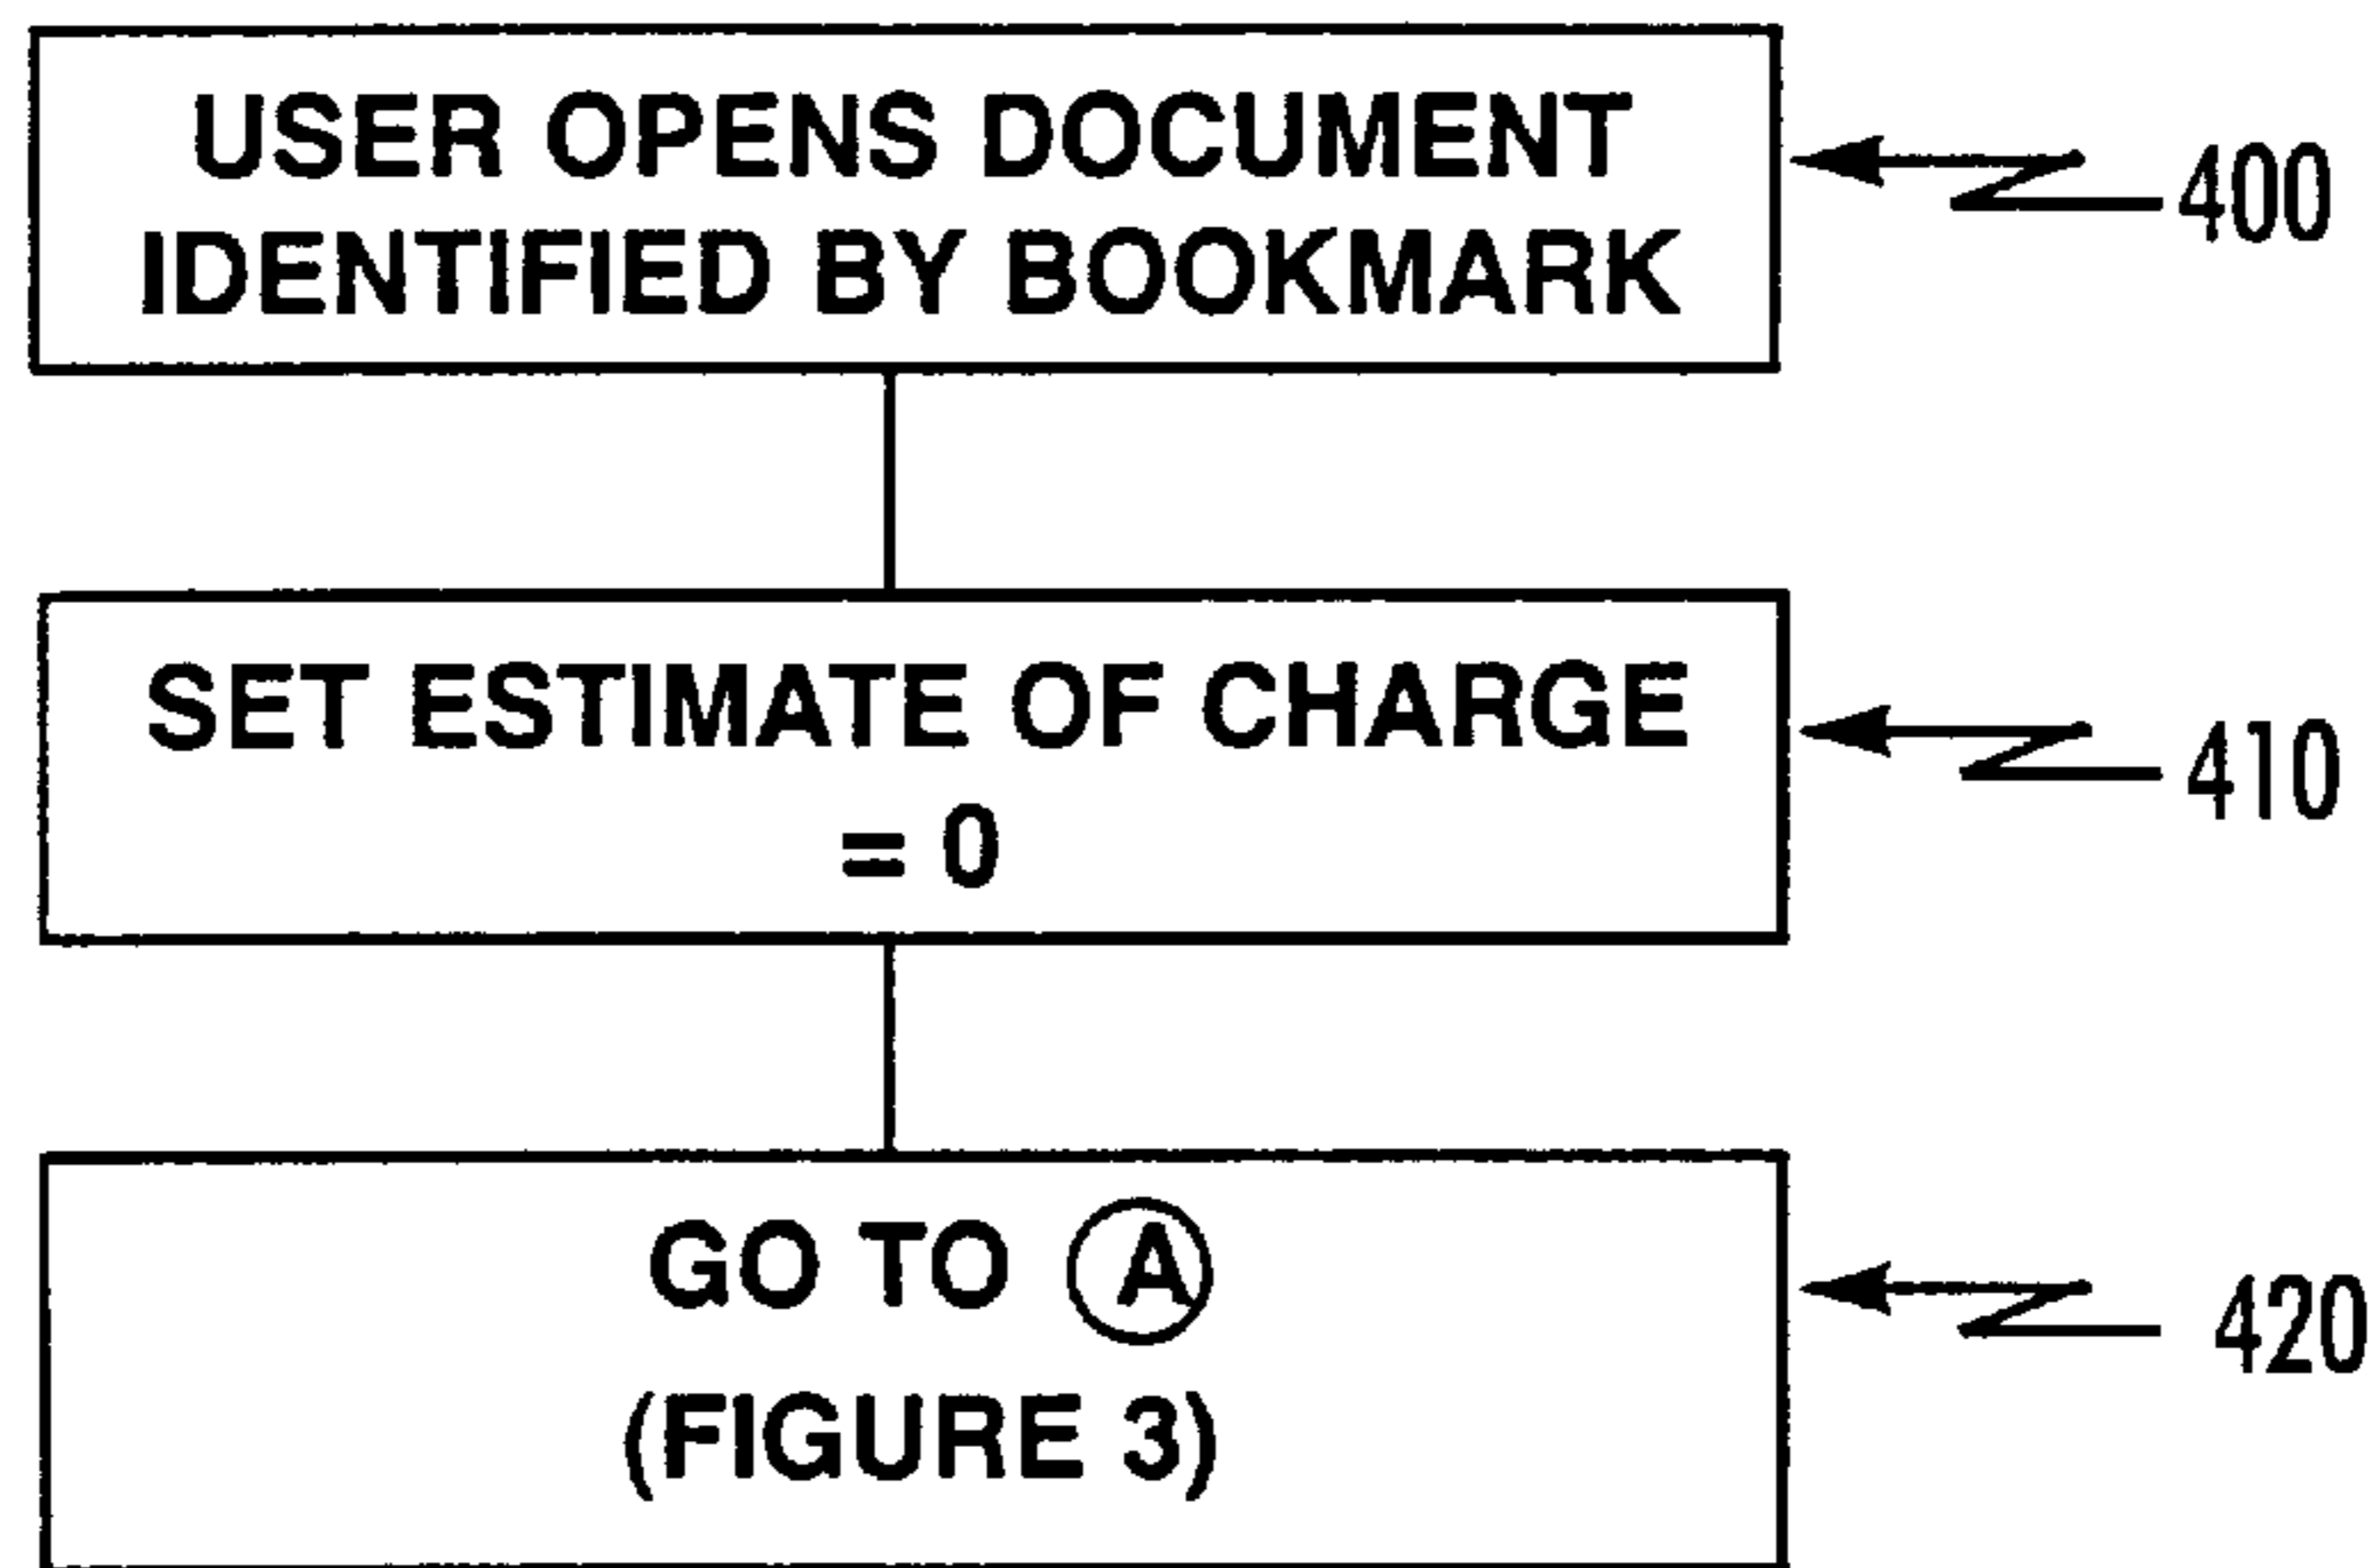 USER OPENS DOCUMENT
IDENTIFIED BY BOOKMARK
400
SET ESTIMATE OF CHARGE
= 0
410
GO TO A
(FIGURE 3)
420